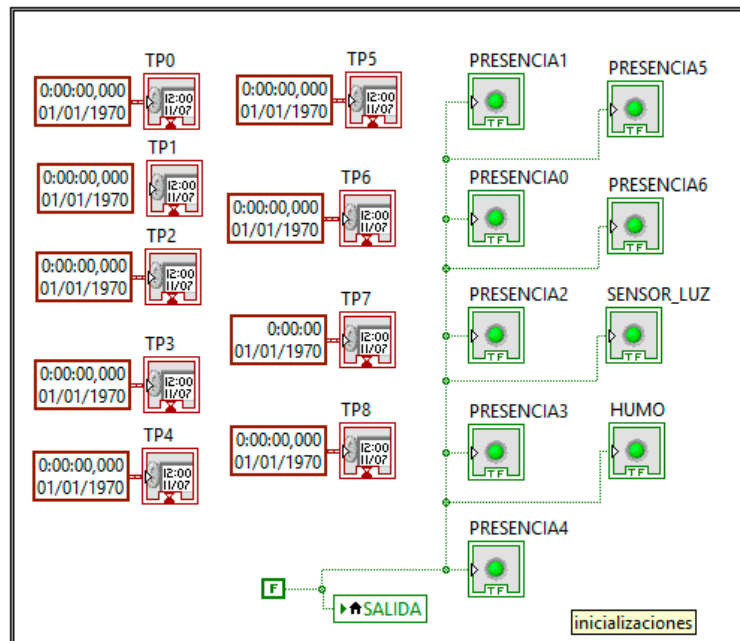 TP0
0:00:00,000
01/01/1970
12:00
11/07
TP1
0:00:00,000
01/01/1970
12:00
11/07
TP2
0:00:00,000
01/01/1970
12:00
11/07
TP3
0:00:00,000
01/01/1970
12:00
11/07
TP4
0:00:00,000
01/01/1970
12:00
11/07
TP5
0:00:00,000
01/01/1970
12:00
11/07
TP6
0:00:00,000
01/01/1970
12:00
11/07
TP7
0:00:00
01/01/1970
12:00
11/07
TP8
0:00:00,000
01/01/1970
12:00
11/07
PRESENCIA1
TF
PRESENCIA0
TF
PRESENCIA2
TF
PRESENCIA3
TF
PRESENCIA4
TF
PRESENCIA5
TF
PRESENCIA6
TF
SENSOR_LUZ
TF
HUMO
TF
F
SALIDA
inicializaciones